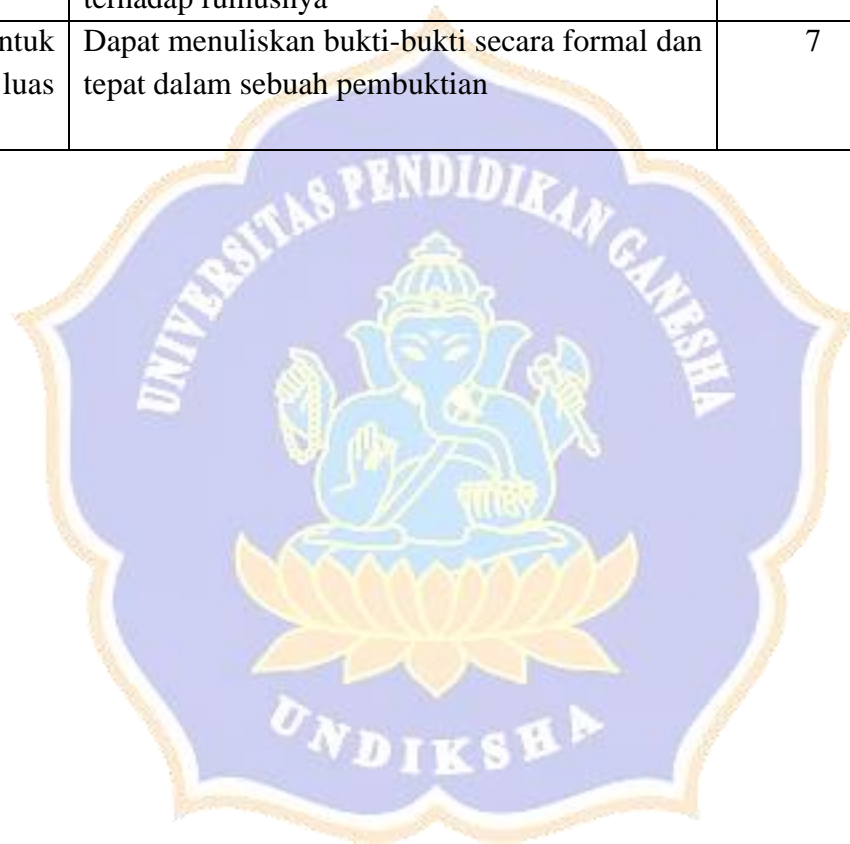 terhadap rumusnya
ntuk Dapat menuliskan bukti-bukti secara formal dan 7
luas tepat dalam sebuah pembuktian
UNIVERSITAS PENDIDIKAN GANESHA
UNDIKSHA